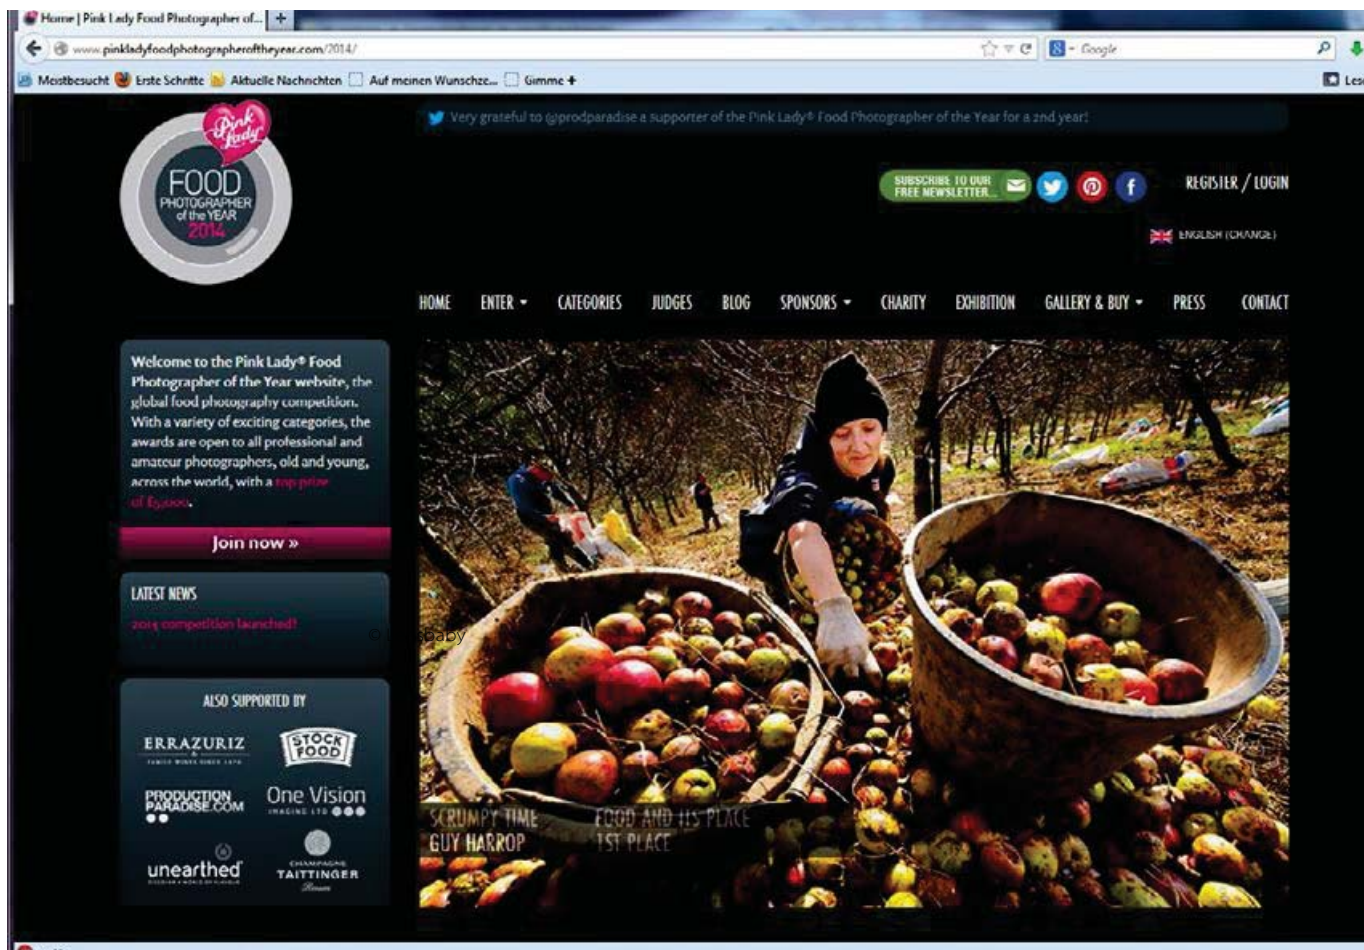 Home | Pink Lady Food Photographer of...
www.pinkladyfoodphotographeroftheyear.com/2014/
Google
Meistbesucht Erste Schritte Aktuelle Nachrichten Auf meinen Wunschze... Gimme +
Very grateful to @prodparadise a supporter of the Pink Lady® Food Photographer of the Year for a 2nd year!
Pink
Lady
FOOD
PHOTOGRAPHER
of the YEAR
2014
SUBSCRIBE TO OUR
FREE NEWSLETTER...
REGISTER / LOGIN
ENGLISH (CHANGE)
HOME ENTER CATEGORIES JUDGES BLOG SPONSORS CHARITY EXHIBITION GALLERY & BUY PRESS CONTACT
Welcome to the Pink Lady® Food
Photographer of the Year website, the
global food photography competition.
With a variety of exciting categories, the
awards are open to all professional and
amateur photographers, old and young,
across the world, with a top prize
of £5,000.
Join now »
LATEST NEWS
competition launched!
ALSO SUPPORTED BY
ERRAZURIZ
STOCK
FOOD
PRODUCTION
PARADISE.COM
One Vision
IMAGING LTD
unearthed
CHAMPAGNE
TAITTINGER
Reims
SCRUMPY TIME FOOD AND ITS PLACE
GUY HARROP 1ST PLACE